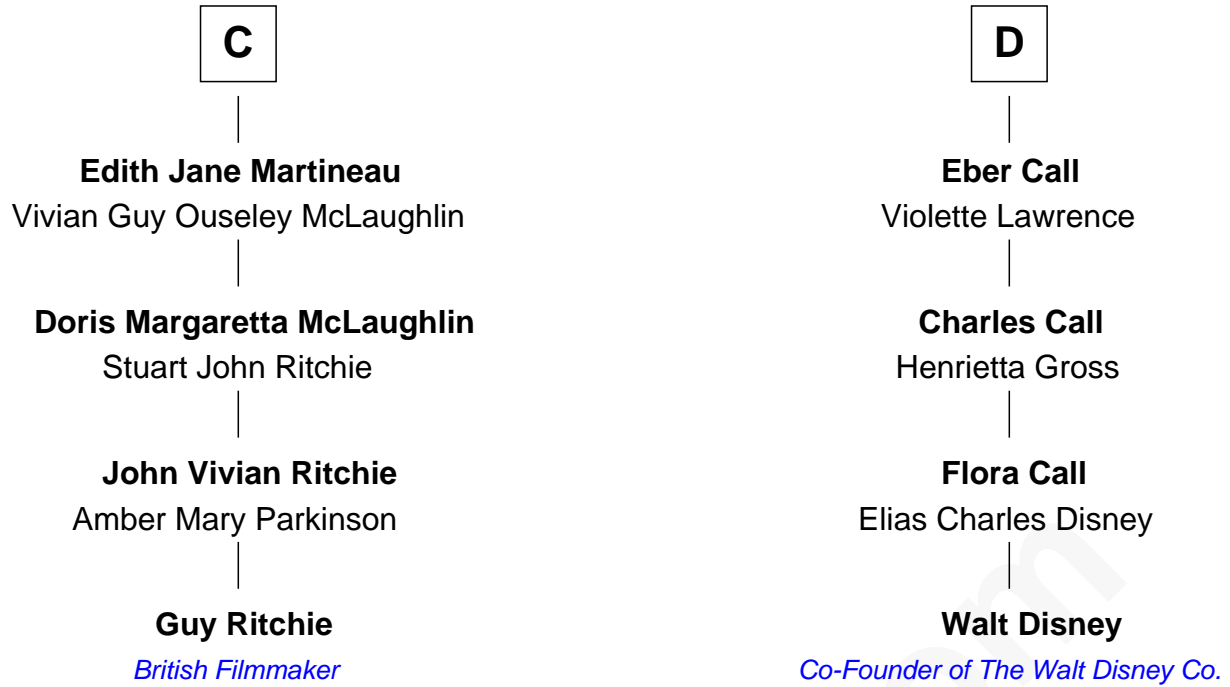 C
Edith Jane Martineau
Vivian Guy Ouseley McLaughlin
Doris Margaretta McLaughlin
Stuart John Ritchie
John Vivian Ritchie
Amber Mary Parkinson
Guy Ritchie
British Filmmaker
D
Eber Call
Violette Lawrence
Charles Call
Henrietta Gross
Flora Call
Elias Charles Disney
Walt Disney
Co-Founder of The Walt Disney Co.